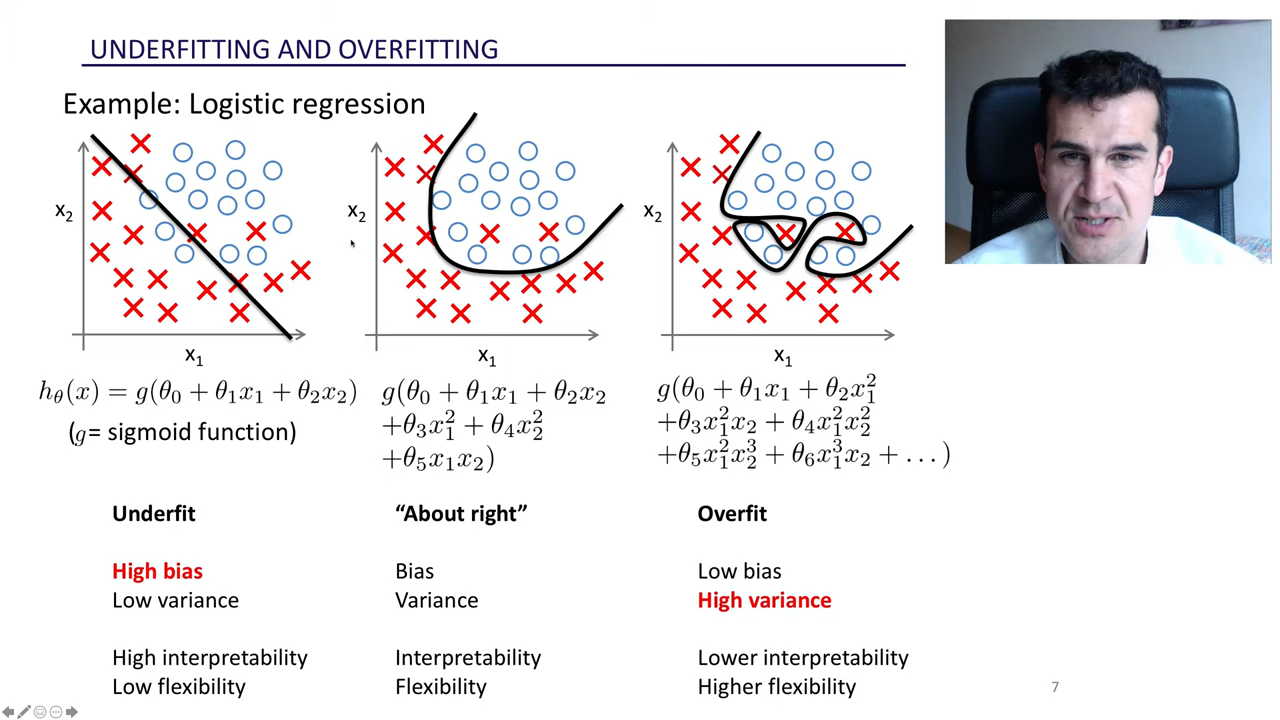 UNDERFITTING AND OVERFITTING
Example: Logistic regression
x₂
x₁
x₂
x₁
x₂
x₁
h_θ(x) = g(θ₀ + θ₁x₁ + θ₂x₂)
(g= sigmoid function)
g(θ₀ + θ₁x₁ + θ₂x₂
+θ₃x₁² + θ₄x₂²
+θ₅x₁x₂)
g(θ₀ + θ₁x₁ + θ₂x₁²
+θ₃x₁²x₂ + θ₄x₁²x₂²
+θ₅x₁²x₂³ + θ₆x₁³x₂ + …)
Underfit
High bias
Low variance
High interpretability
Low flexibility
“About right”
Bias
Variance
Interpretability
Flexibility
Overfit
Low bias
High variance
Lower interpretability
Higher flexibility
7